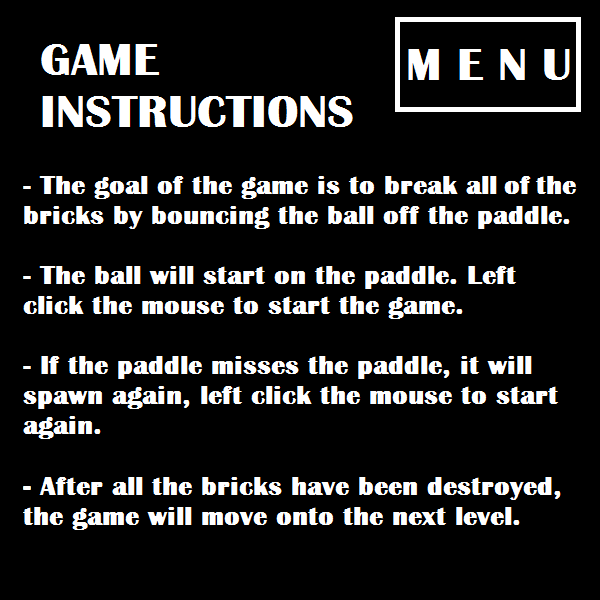 GAME
INSTRUCTIONS
M E N U
- The goal of the game is to break all of the
bricks by bouncing the ball off the paddle.
- The ball will start on the paddle. Left
click the mouse to start the game.
- If the paddle misses the paddle, it will
spawn again, left click the mouse to start
again.
- After all the bricks have been destroyed,
the game will move onto the next level.